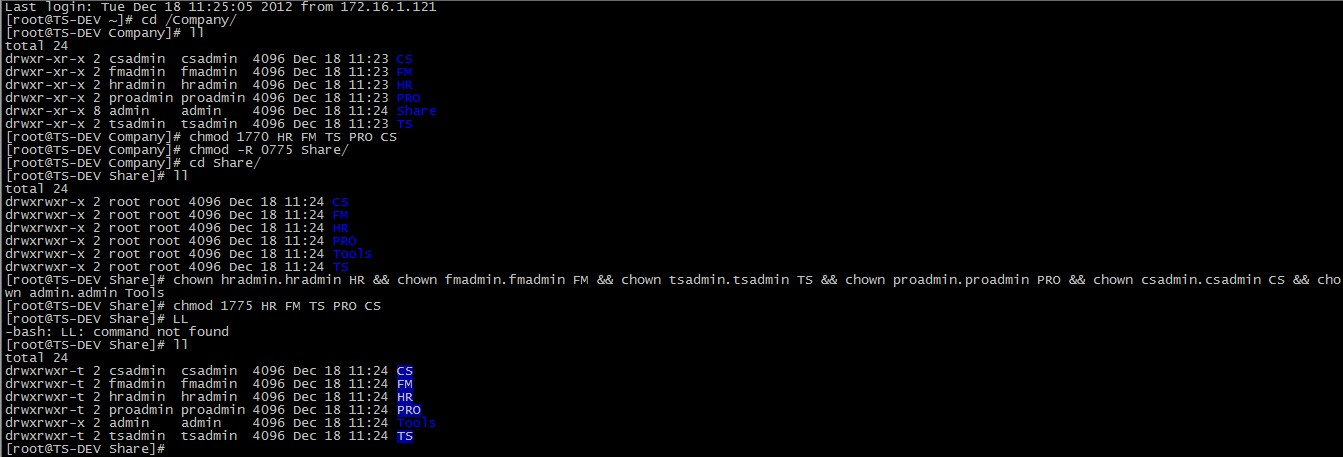 Last login: Tue Dec 18 11:25:05 2012 from 172.16.1.121
[root@TS-DEV ~]# cd /Company/
[root@TS-DEV Company]# ll
total 24
drwxr-xr-x 2 csadmin  csadmin  4096 Dec 18 11:23 CS
drwxr-xr-x 2 fmadmin  fmadmin  4096 Dec 18 11:23 FM
drwxr-xr-x 2 hradmin  hradmin  4096 Dec 18 11:23 HR
drwxr-xr-x 2 proadmin proadmin 4096 Dec 18 11:23 PRO
drwxr-xr-x 8 admin    admin    4096 Dec 18 11:24 Share
drwxr-xr-x 2 tsadmin  tsadmin  4096 Dec 18 11:23 TS
[root@TS-DEV Company]# chmod 1770 HR FM TS PRO CS
[root@TS-DEV Company]# chmod -R 0775 Share/
[root@TS-DEV Company]# cd Share/
[root@TS-DEV Share]# ll
total 24
drwxrwxr-x 2 root root 4096 Dec 18 11:24 CS
drwxrwxr-x 2 root root 4096 Dec 18 11:24 FM
drwxrwxr-x 2 root root 4096 Dec 18 11:24 HR
drwxrwxr-x 2 root root 4096 Dec 18 11:24 PRO
drwxrwxr-x 2 root root 4096 Dec 18 11:24 Tools
drwxrwxr-x 2 root root 4096 Dec 18 11:24 TS
[root@TS-DEV Share]# chown hradmin.hradmin HR && chown fmadmin.fmadmin FM && chown tsadmin.tsadmin TS && chown proadmin.proadmin PRO && chown csadmin.csadmin CS && cho
wn admin.admin Tools
[root@TS-DEV Share]# chmod 1775 HR FM TS PRO CS
[root@TS-DEV Share]# LL
-bash: LL: command not found
[root@TS-DEV Share]# ll
total 24
drwxrwxr-t 2 csadmin  csadmin  4096 Dec 18 11:24 CS
drwxrwxr-t 2 fmadmin  fmadmin  4096 Dec 18 11:24 FM
drwxrwxr-t 2 hradmin  hradmin  4096 Dec 18 11:24 HR
drwxrwxr-t 2 proadmin proadmin 4096 Dec 18 11:24 PRO
drwxrwxr-x 2 admin    admin    4096 Dec 18 11:24 Tools
drwxrwxr-t 2 tsadmin  tsadmin  4096 Dec 18 11:24 TS
[root@TS-DEV Share]#